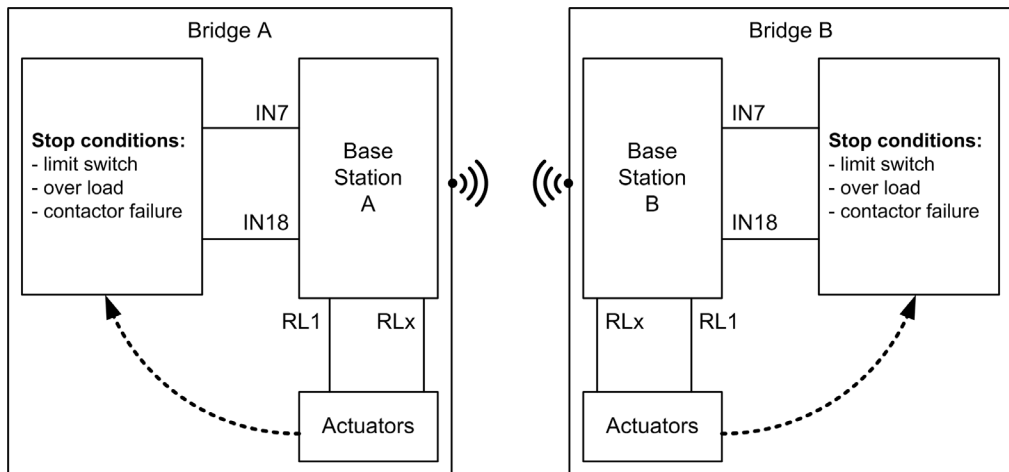 Bridge A
Stop conditions:
- limit switch
- over load
- contactor failure
IN7
IN18
Base
Station
A
RL1
RLx
Actuators
Bridge B
Base
Station
B
IN7
IN18
Stop conditions:
- limit switch
- over load
- contactor failure
RLx
RL1
Actuators